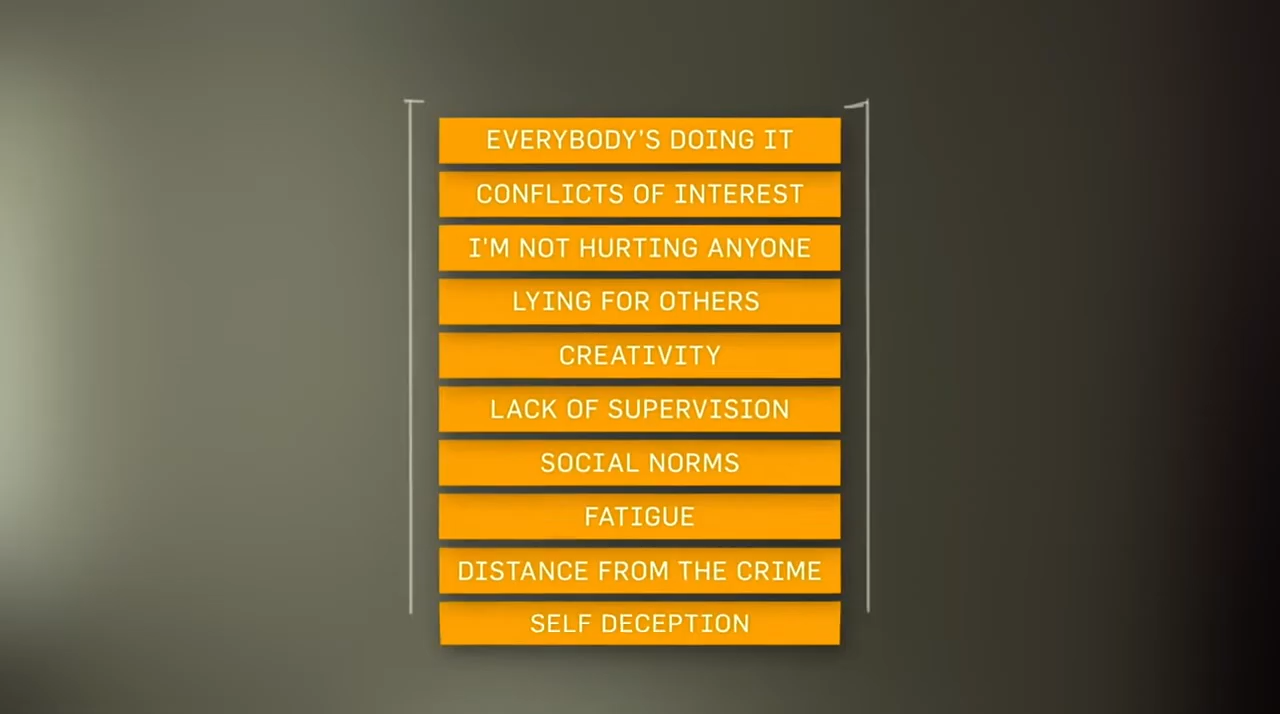 EVERYBODY'S DOING IT
CONFLICTS OF INTEREST
I'M NOT HURTING ANYONE
LYING FOR OTHERS
CREATIVITY
LACK OF SUPERVISION
SOCIAL NORMS
FATIGUE
DISTANCE FROM THE CRIME
SELF DECEPTION